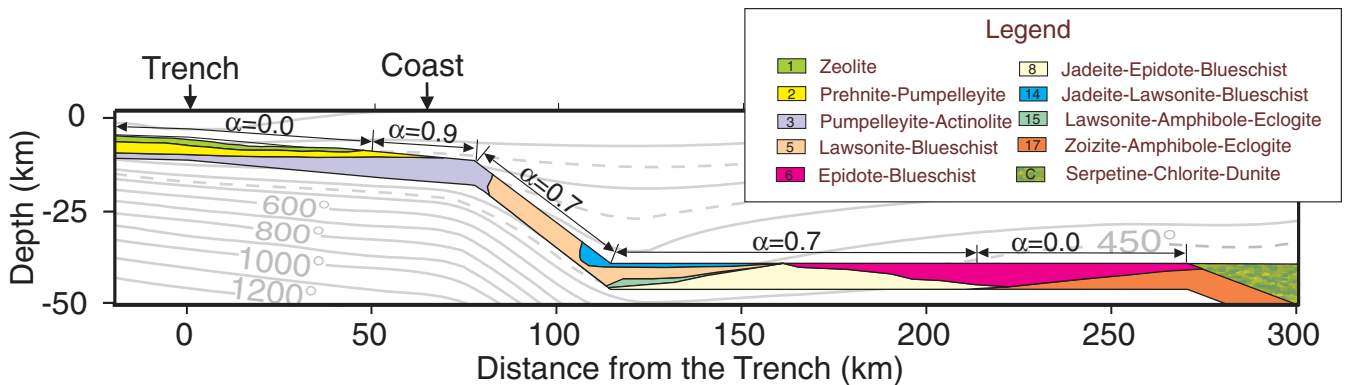 Legend
1 Zeolite
2 Prehnite-Pumpelleyite
3 Pumpelleyite-Actinolite
5 Lawsonite-Blueschist
6 Epidote-Blueschist
8 Jadeite-Epidote-Blueschist
14 Jadeite-Lawsonite-Blueschist
15 Lawsonite-Amphibole-Eclogite
17 Zoizite-Amphibole-Eclogite
C Serpetine-Chlorite-Dunite
Trench
Coast
α=0.0
α=0.9
α=0.7
α=0.7
α=0.0
450°
600°
800°
1000°
1200°
Depth (km)
0
-25
-50
0
50
100
150
200
250
300
Distance from the Trench (km)